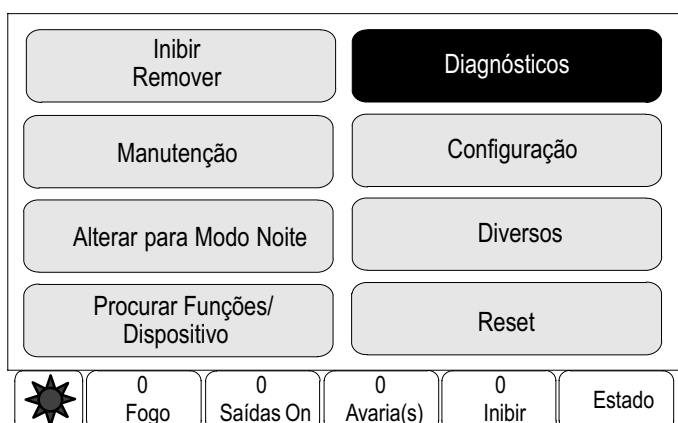 Inibir
Remover
Diagnósticos
Manutenção
Configuração
Alterar para Modo Noite
Diversos
Procurar Funções/
Dispositivo
Reset
0
Fogo
0
Saídas On
0
Avaria(s)
0
Inibir
Estado